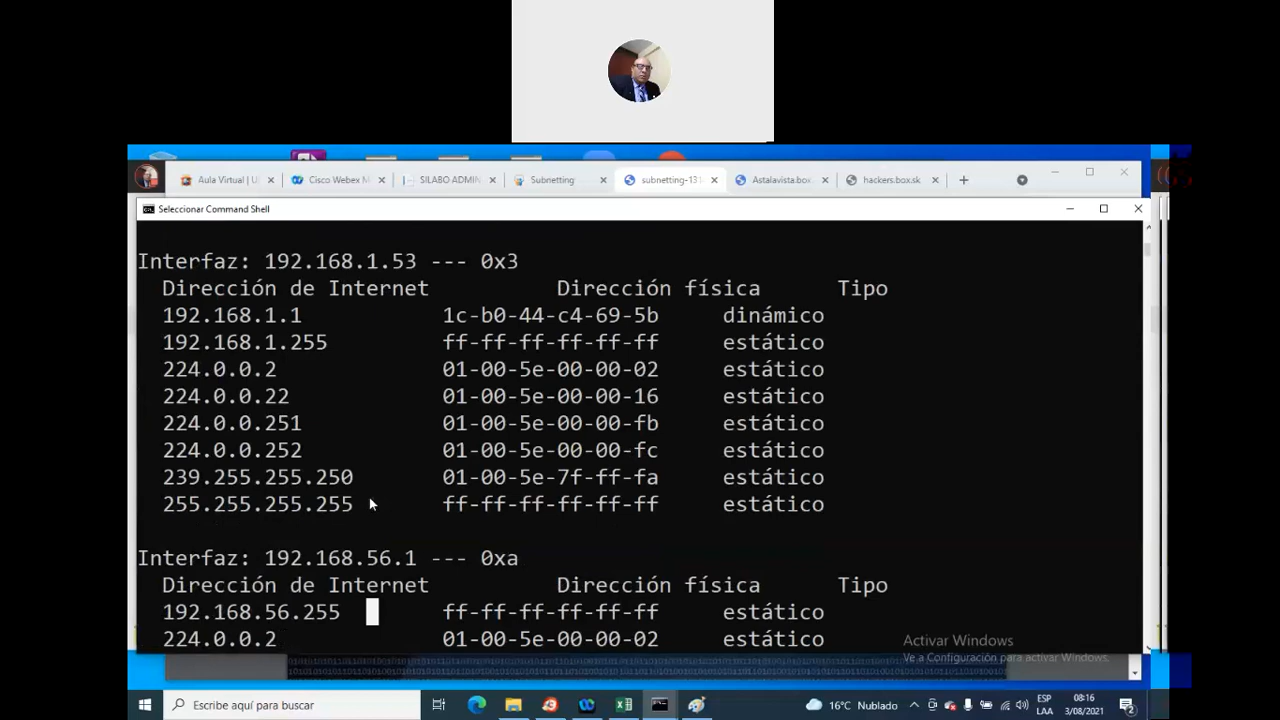 Aula Virtual | U
Cisco Webex M
SILABO ADMIN
Subnetting
subnetting-131
Astalavista.box
hackers.box.sk
Seleccionar Command Shell
Interfaz: 192.168.1.53 --- 0x3
Dirección de Internet Dirección física Tipo
192.168.1.1 1c-b0-44-c4-69-5b dinámico
192.168.1.255 ff-ff-ff-ff-ff-ff estático
224.0.0.2 01-00-5e-00-00-02 estático
224.0.0.22 01-00-5e-00-00-16 estático
224.0.0.251 01-00-5e-00-00-fb estático
224.0.0.252 01-00-5e-00-00-fc estático
239.255.255.250 01-00-5e-7f-ff-fa estático
255.255.255.255 ff-ff-ff-ff-ff-ff estático
Interfaz: 192.168.56.1 --- 0xa
Dirección de Internet Dirección física Tipo
192.168.56.255 ff-ff-ff-ff-ff-ff estático
224.0.0.2 01-00-5e-00-00-02 estático
Activar Windows
Ve a Configuración para activar Windows.
Escribe aquí para buscar
16°C Nublado
ESP
LAA
08:16
3/08/2021
2